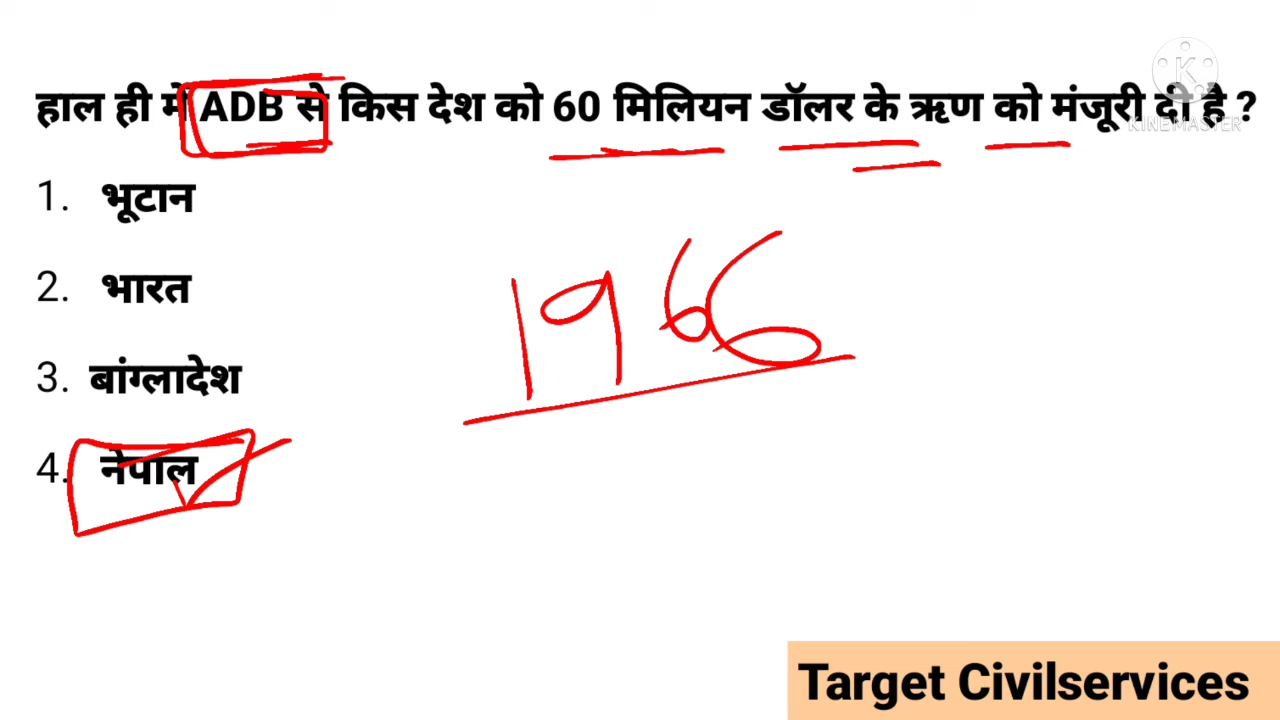 हाल ही में ADB से किस देश को 60 मिलियन डॉलर के ऋण को मंजूरी दी है ?
KINEMASTER
1. भूटान
2. भारत
1966
3. बांग्लादेश
4. नेपाल
Target Civilservices